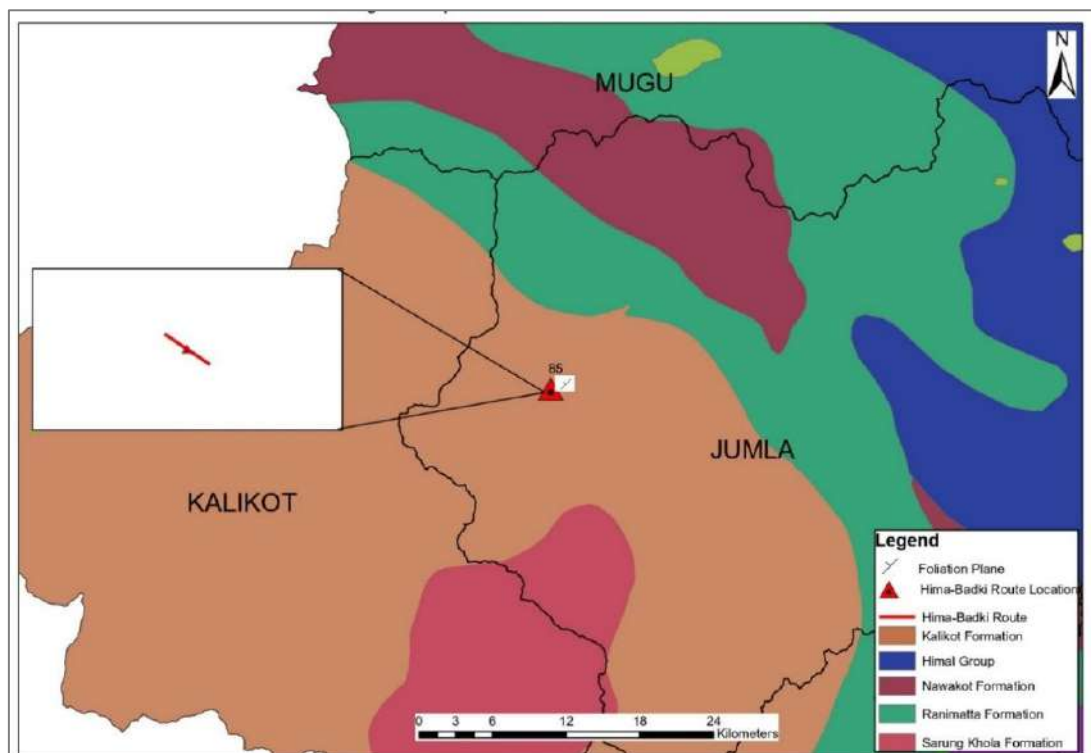 N
MUGU
85
JUMLA
KALIKOT
Legend
Foliation Plane
Hima-Badki Route Location
Hima-Badki Route
Kalikot Formation
Himal Group
Nawakot Formation
Ranimatta Formation
Sarung Khola Formation
0 3 6 12 18 24
Kilometers